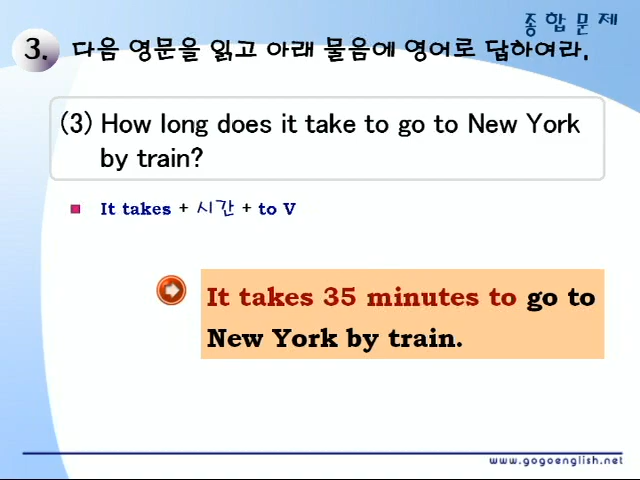 종합문제
3. 다음 영문을 읽고 아래 물음에 영어로 답하여라.
(3) How long does it take to go to New York
by train?
It takes + 시간 + to V
It takes 35 minutes to go to
New York by train.
www.gogoenglish.net